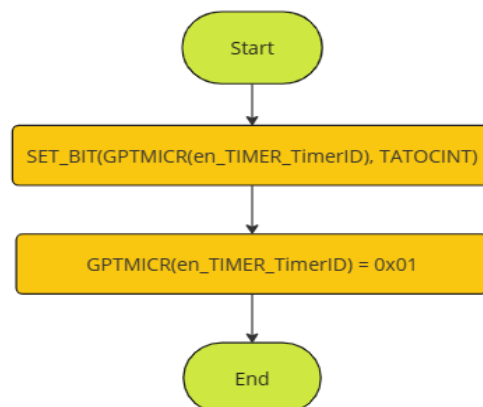 Start
SET_BIT(GPTMICR(en_TIMER_TimerID), TATOCINT)
GPTMICR(en_TIMER_TimerID) = 0x01
End